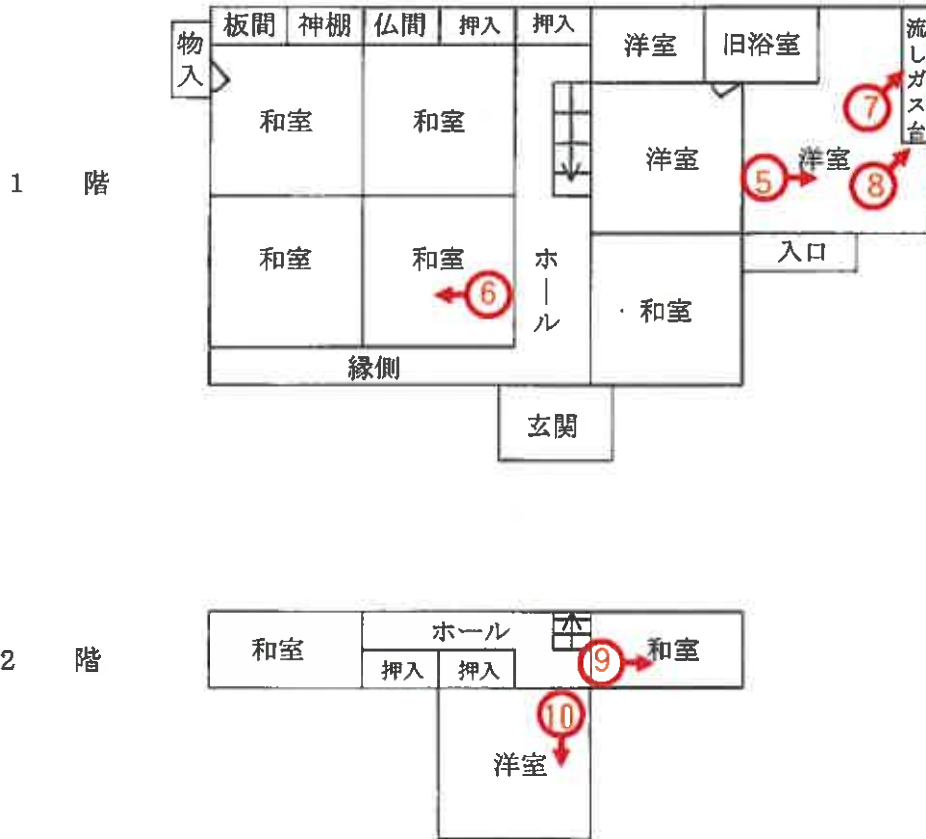 物入
板間
神棚
仏間
押入
押入
洋室
旧浴室
流しガス台
和室
和室
洋室
洋室
⑦
⑤
⑧
1 階
和室
和室
⑥
ホール
和室
入口
縁側
玄関
2 階
和室
ホール
押入
押入
⑨
和室
⑩
洋室